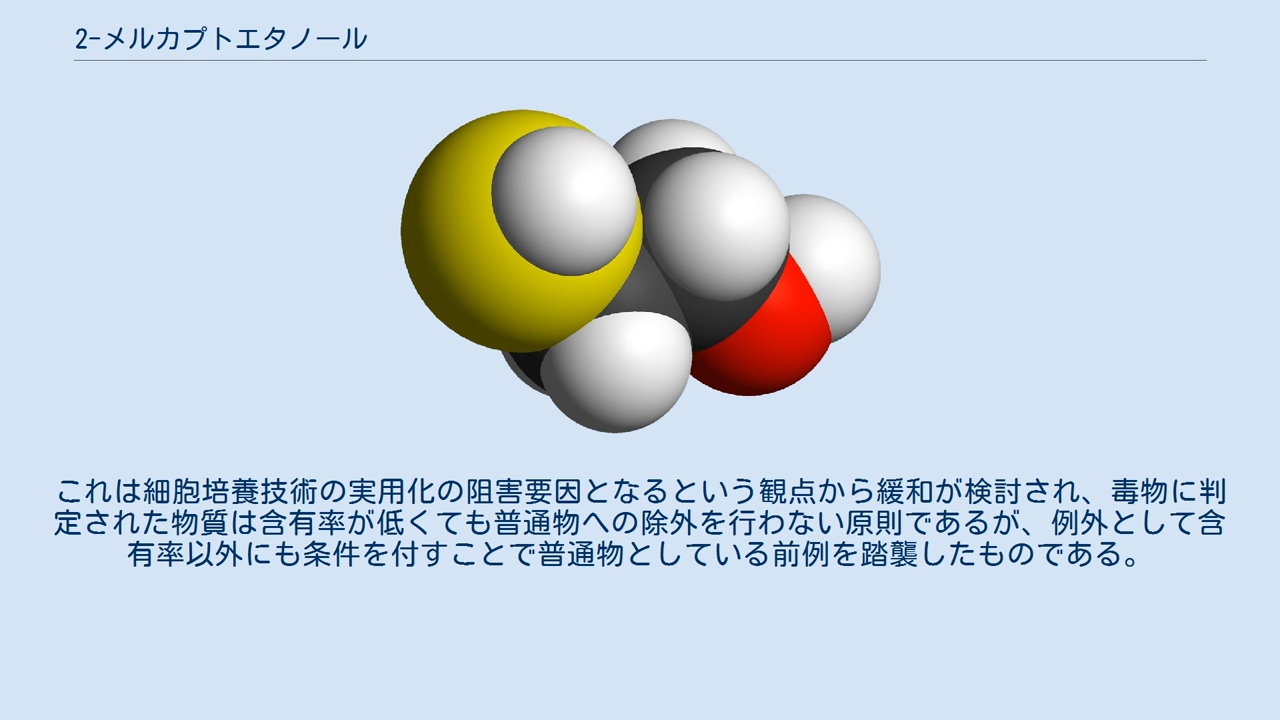 2-メルカプトエタノール
これは細胞培養技術の実用化の阻害要因となるという観点から緩和が検討され、毒物に判
定された物質は含有率が低くても普通物への除外を行わない原則であるが、例外として含
有率以外にも条件を付すことで普通物としている前例を踏襲したものである。